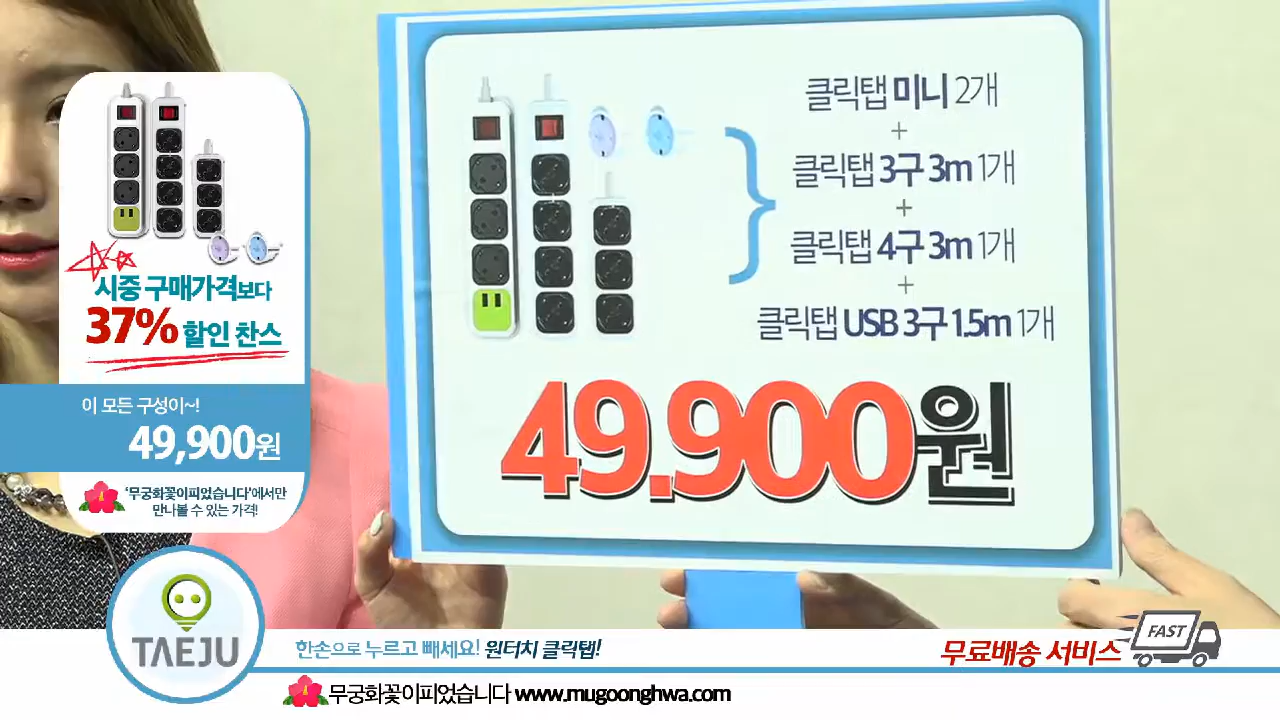 시중 구매가격보다
37% 할인 찬스
이 모든 구성이~!
49,900원
'무궁화꽃이피었습니다'에서만
만나볼 수 있는 가격!
클릭탭 미니 2개
+
클릭탭 3구 3m 1개
+
클릭탭 4구 3m 1개
+
클릭탭 USB 3구 1.5m 1개
49.900원
TAEJU
한손으로 누르고 빼세요! 원터치 클릭탭!
무료배송 서비스
FAST
무궁화꽃이피었습니다 www.mugoonghwa.com